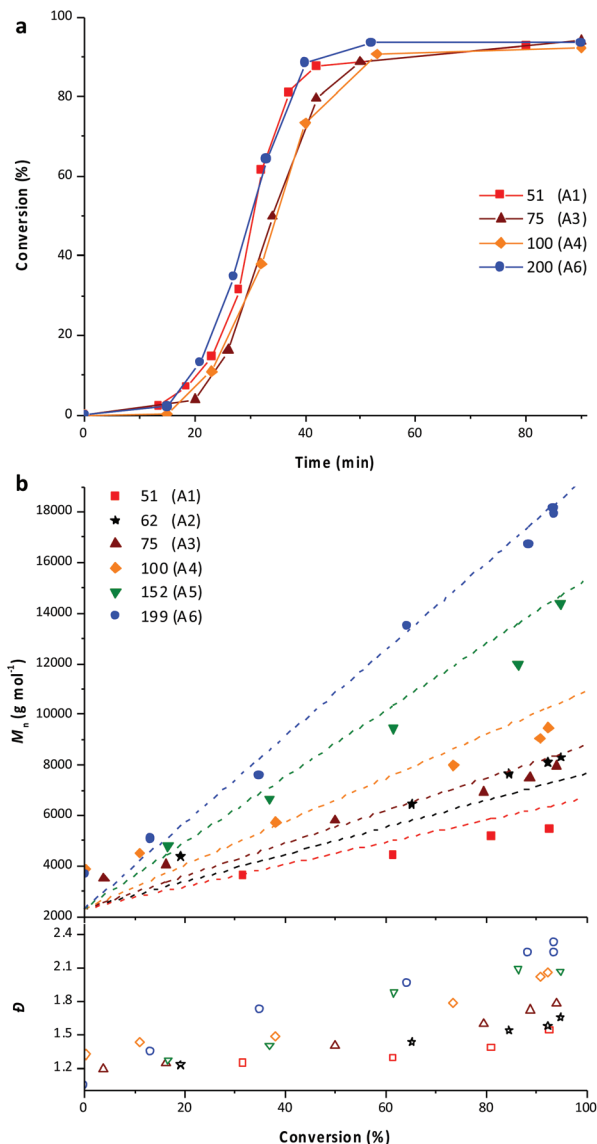 a
100
80
60
40
20
0
Conversion (%)
51 (A1)
75 (A3)
100 (A4)
200 (A6)
0 20 40 60 80
Time (min)
b
18000
16000
14000
12000
10000
8000
6000
4000
2000
Mn (g mol-1)
51 (A1)
62 (A2)
75 (A3)
100 (A4)
152 (A5)
199 (A6)
2.4
2.1
1.8
1.5
1.2
Đ
0 20 40 60 80 100
Conversion (%)